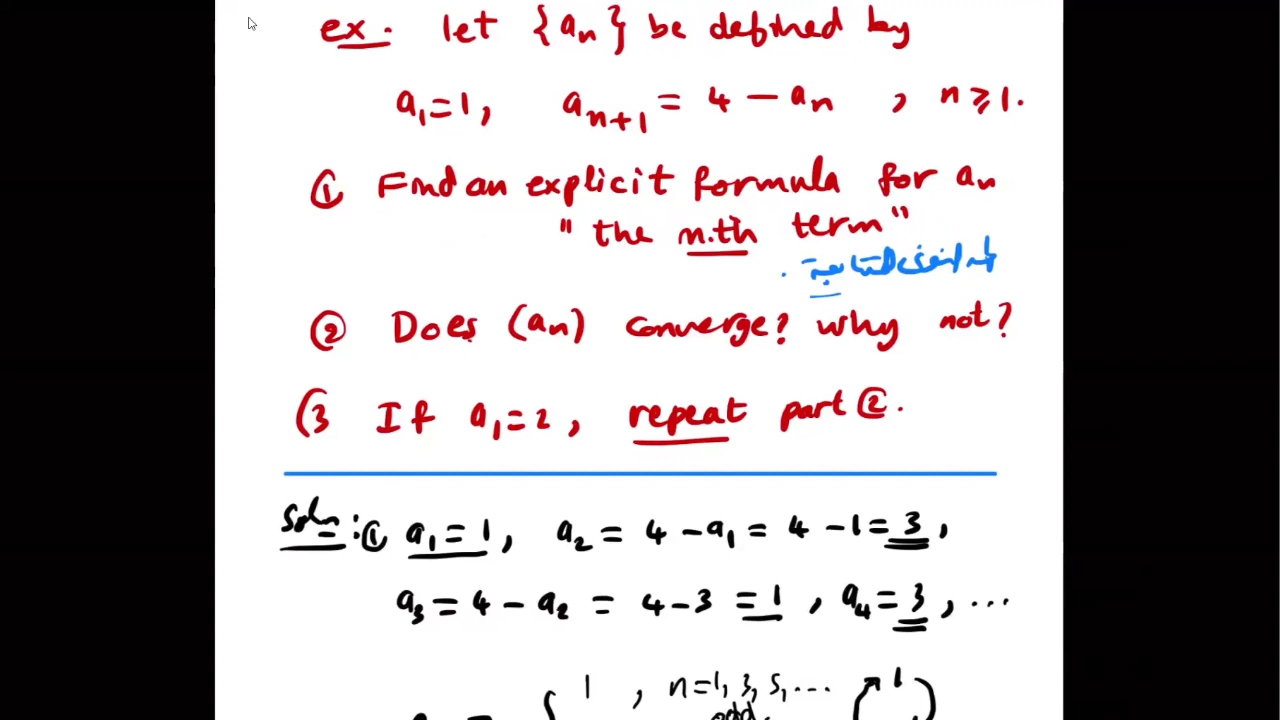 ex. let {aₙ} be defined by
a₁=1, aₙ₊₁ = 4 - aₙ , n ≥ 1.
① Find an explicit formula for aₙ
"the n.th term"
② Does (aₙ) converge? why not?
(3 If a₁=2, repeat part ②.
Soln: ① a₁ = 1, a₂ = 4 - a₁ = 4 - 1 = 3,
a₃ = 4 - a₂ = 4 - 3 = 1, a₄ = 3, ...
1 , n = 1, 3, 5, ... 1
odd